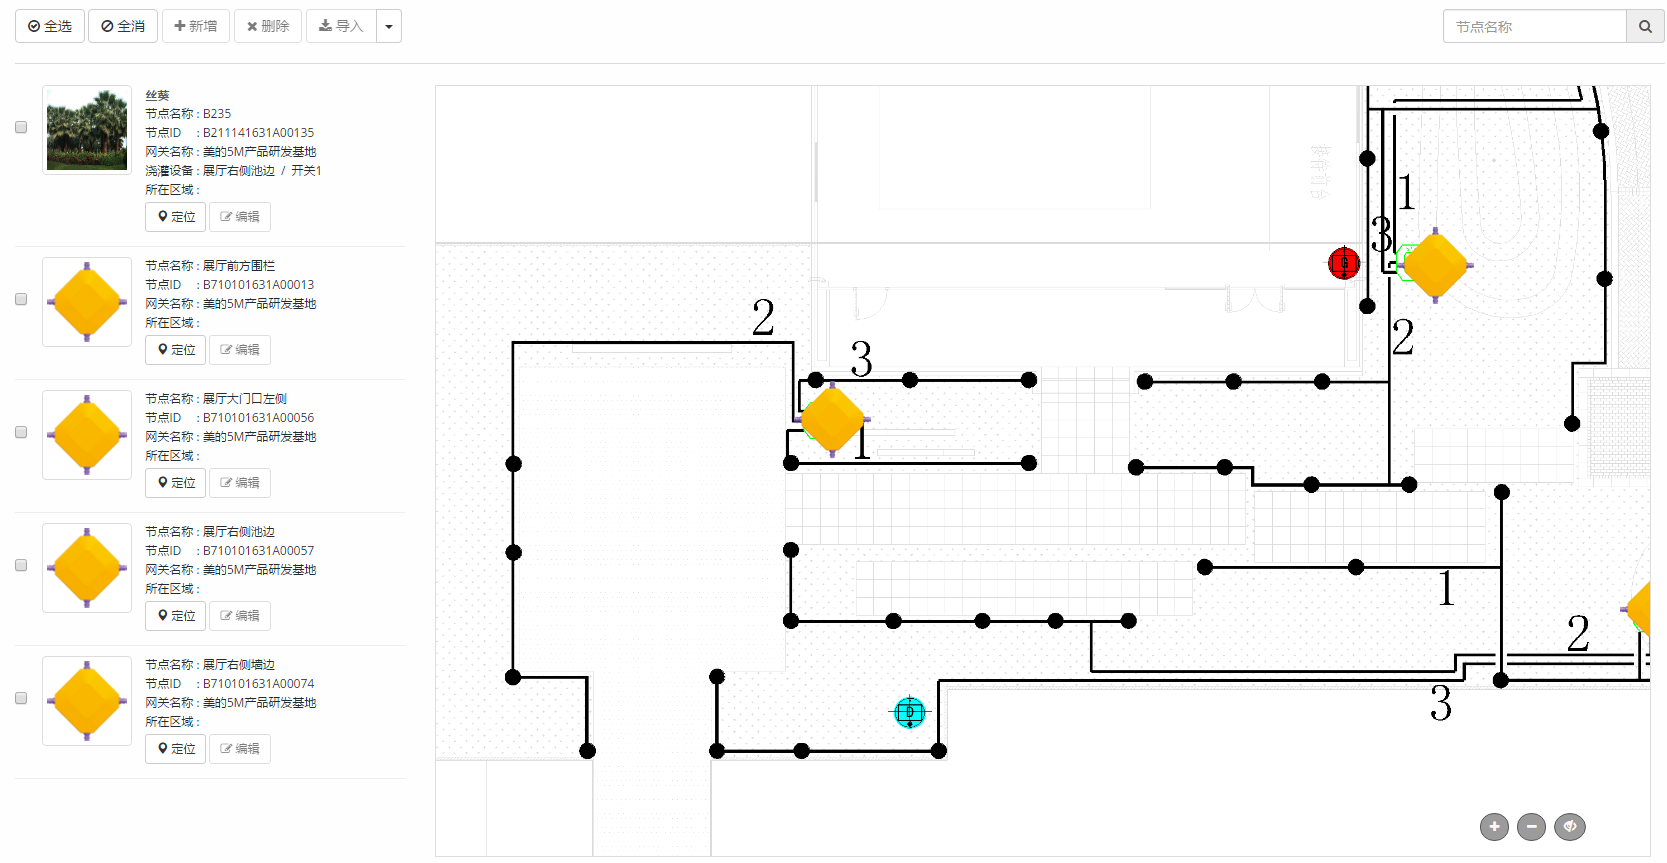 全选 全消 新增 删除 导入
节点名称
丝葵
节点名称 : B235
节点ID : B211141631A00135
网关名称 : 美的5M产品研发基地
浇灌设备 : 展厅右侧池边 / 开关1
所在区域 :
定位 编辑
节点名称 : 展厅前方围栏
节点ID : B710101631A00013
网关名称 : 美的5M产品研发基地
所在区域 :
定位 编辑
节点名称 : 展厅大门口左侧
节点ID : B710101631A00056
网关名称 : 美的5M产品研发基地
所在区域 :
定位 编辑
节点名称 : 展厅右侧池边
节点ID : B710101631A00057
网关名称 : 美的5M产品研发基地
所在区域 :
定位 编辑
节点名称 : 展厅右侧墙边
节点ID : B710101631A00074
网关名称 : 美的5M产品研发基地
所在区域 :
定位 编辑
1
3
G
2
2
3
1
1
2
3
D